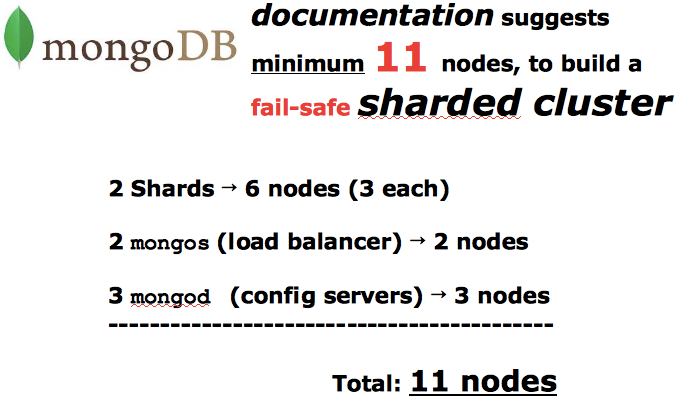 mongoDB
documentation suggests
minimum 11 nodes, to build a
fail-safe sharded cluster
2 Shards → 6 nodes (3 each)
2 mongos (load balancer) → 2 nodes
3 mongod (config servers) → 3 nodes
-------------------------------------------
Total: 11 nodes